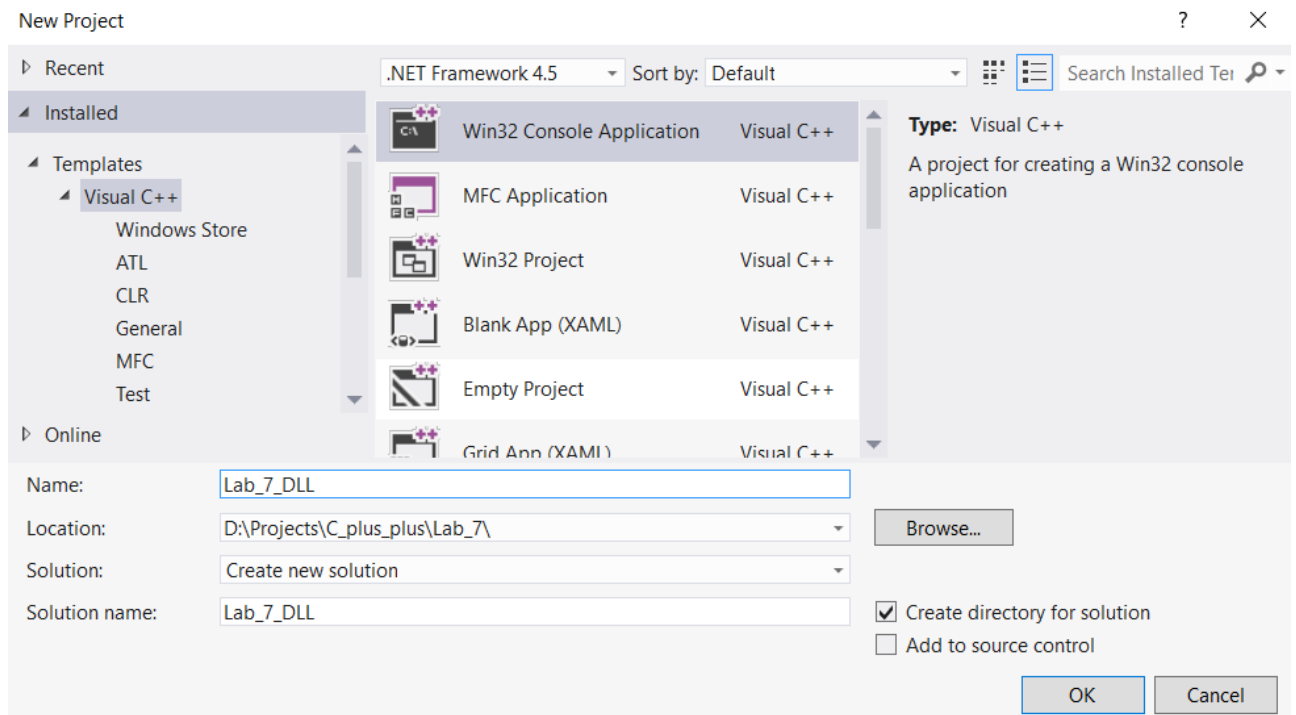 New Project ?
Recent
Installed
Templates
Visual C++
Windows Store
ATL
CLR
General
MFC
Test
Online
.NET Framework 4.5 Sort by: Default Search Installed Ter
Win32 Console Application Visual C++
MFC Application Visual C++
Win32 Project Visual C++
Blank App (XAML) Visual C++
Empty Project Visual C++
Grid App (XAML) Visual C++
Type: Visual C++
A project for creating a Win32 console
application
Name: Lab_7_DLL
Location: D:\Projects\C_plus_plus\Lab_7\ Browse...
Solution: Create new solution
Solution name: Lab_7_DLL
Create directory for solution
Add to source control
OK Cancel